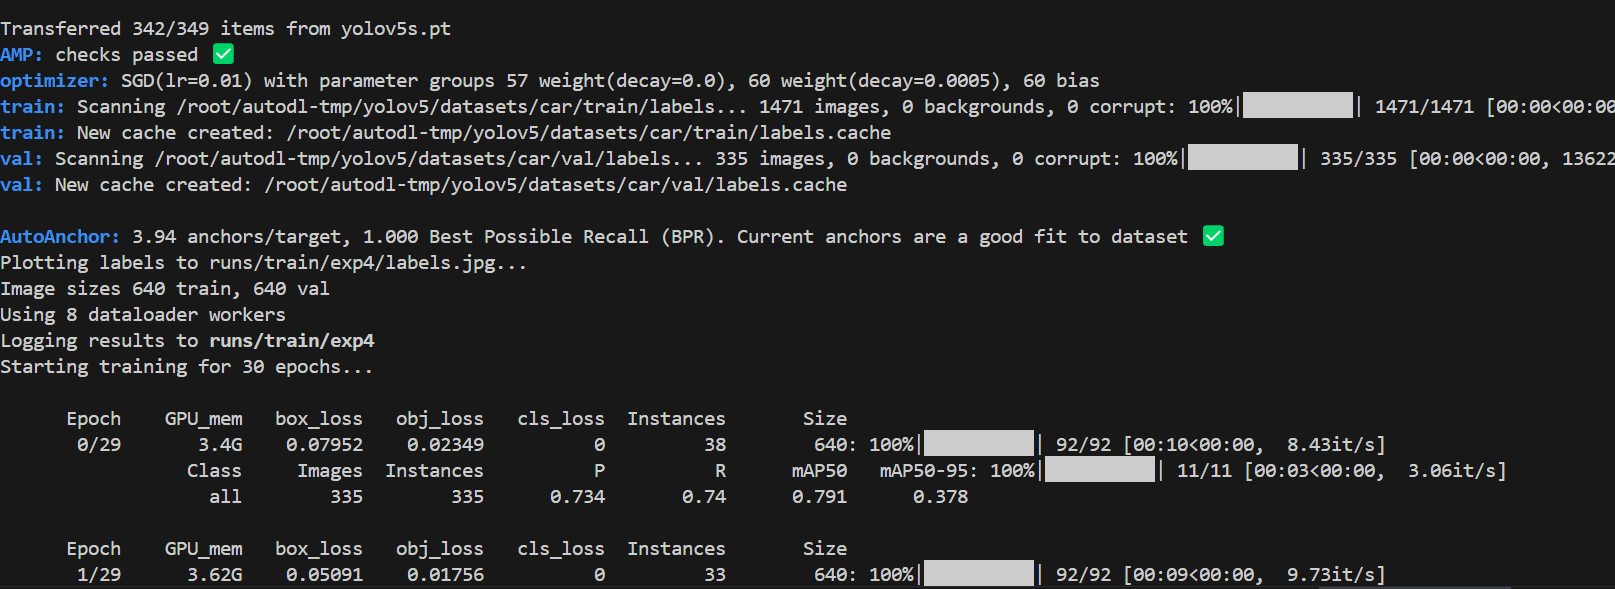 Transferred 342/349 items from yolov5s.pt
AMP: checks passed ✅
optimizer: SGD(lr=0.01) with parameter groups 57 weight(decay=0.0), 60 weight(decay=0.0005), 60 bias
train: Scanning /root/autodl-tmp/yolov5/datasets/car/train/labels... 1471 images, 0 backgrounds, 0 corrupt: 100%|██████████| 1471/1471 [00:00<00:00
train: New cache created: /root/autodl-tmp/yolov5/datasets/car/train/labels.cache
val: Scanning /root/autodl-tmp/yolov5/datasets/car/val/labels... 335 images, 0 backgrounds, 0 corrupt: 100%|██████████| 335/335 [00:00<00:00, 13622
val: New cache created: /root/autodl-tmp/yolov5/datasets/car/val/labels.cache
AutoAnchor: 3.94 anchors/target, 1.000 Best Possible Recall (BPR). Current anchors are a good fit to dataset ✅
Plotting labels to runs/train/exp4/labels.jpg...
Image sizes 640 train, 640 val
Using 8 dataloader workers
Logging results to runs/train/exp4
Starting training for 30 epochs...
Epoch GPU_mem box_loss obj_loss cls_loss Instances Size
0/29 3.4G 0.07952 0.02349 0 38 640: 100%|██████████| 92/92 [00:10<00:00, 8.43it/s]
Class Images Instances P R mAP50 mAP50-95: 100%|██████████| 11/11 [00:03<00:00, 3.06it/s]
all 335 335 0.734 0.74 0.791 0.378
Epoch GPU_mem box_loss obj_loss cls_loss Instances Size
1/29 3.62G 0.05091 0.01756 0 33 640: 100%|██████████| 92/92 [00:09<00:00, 9.73it/s]